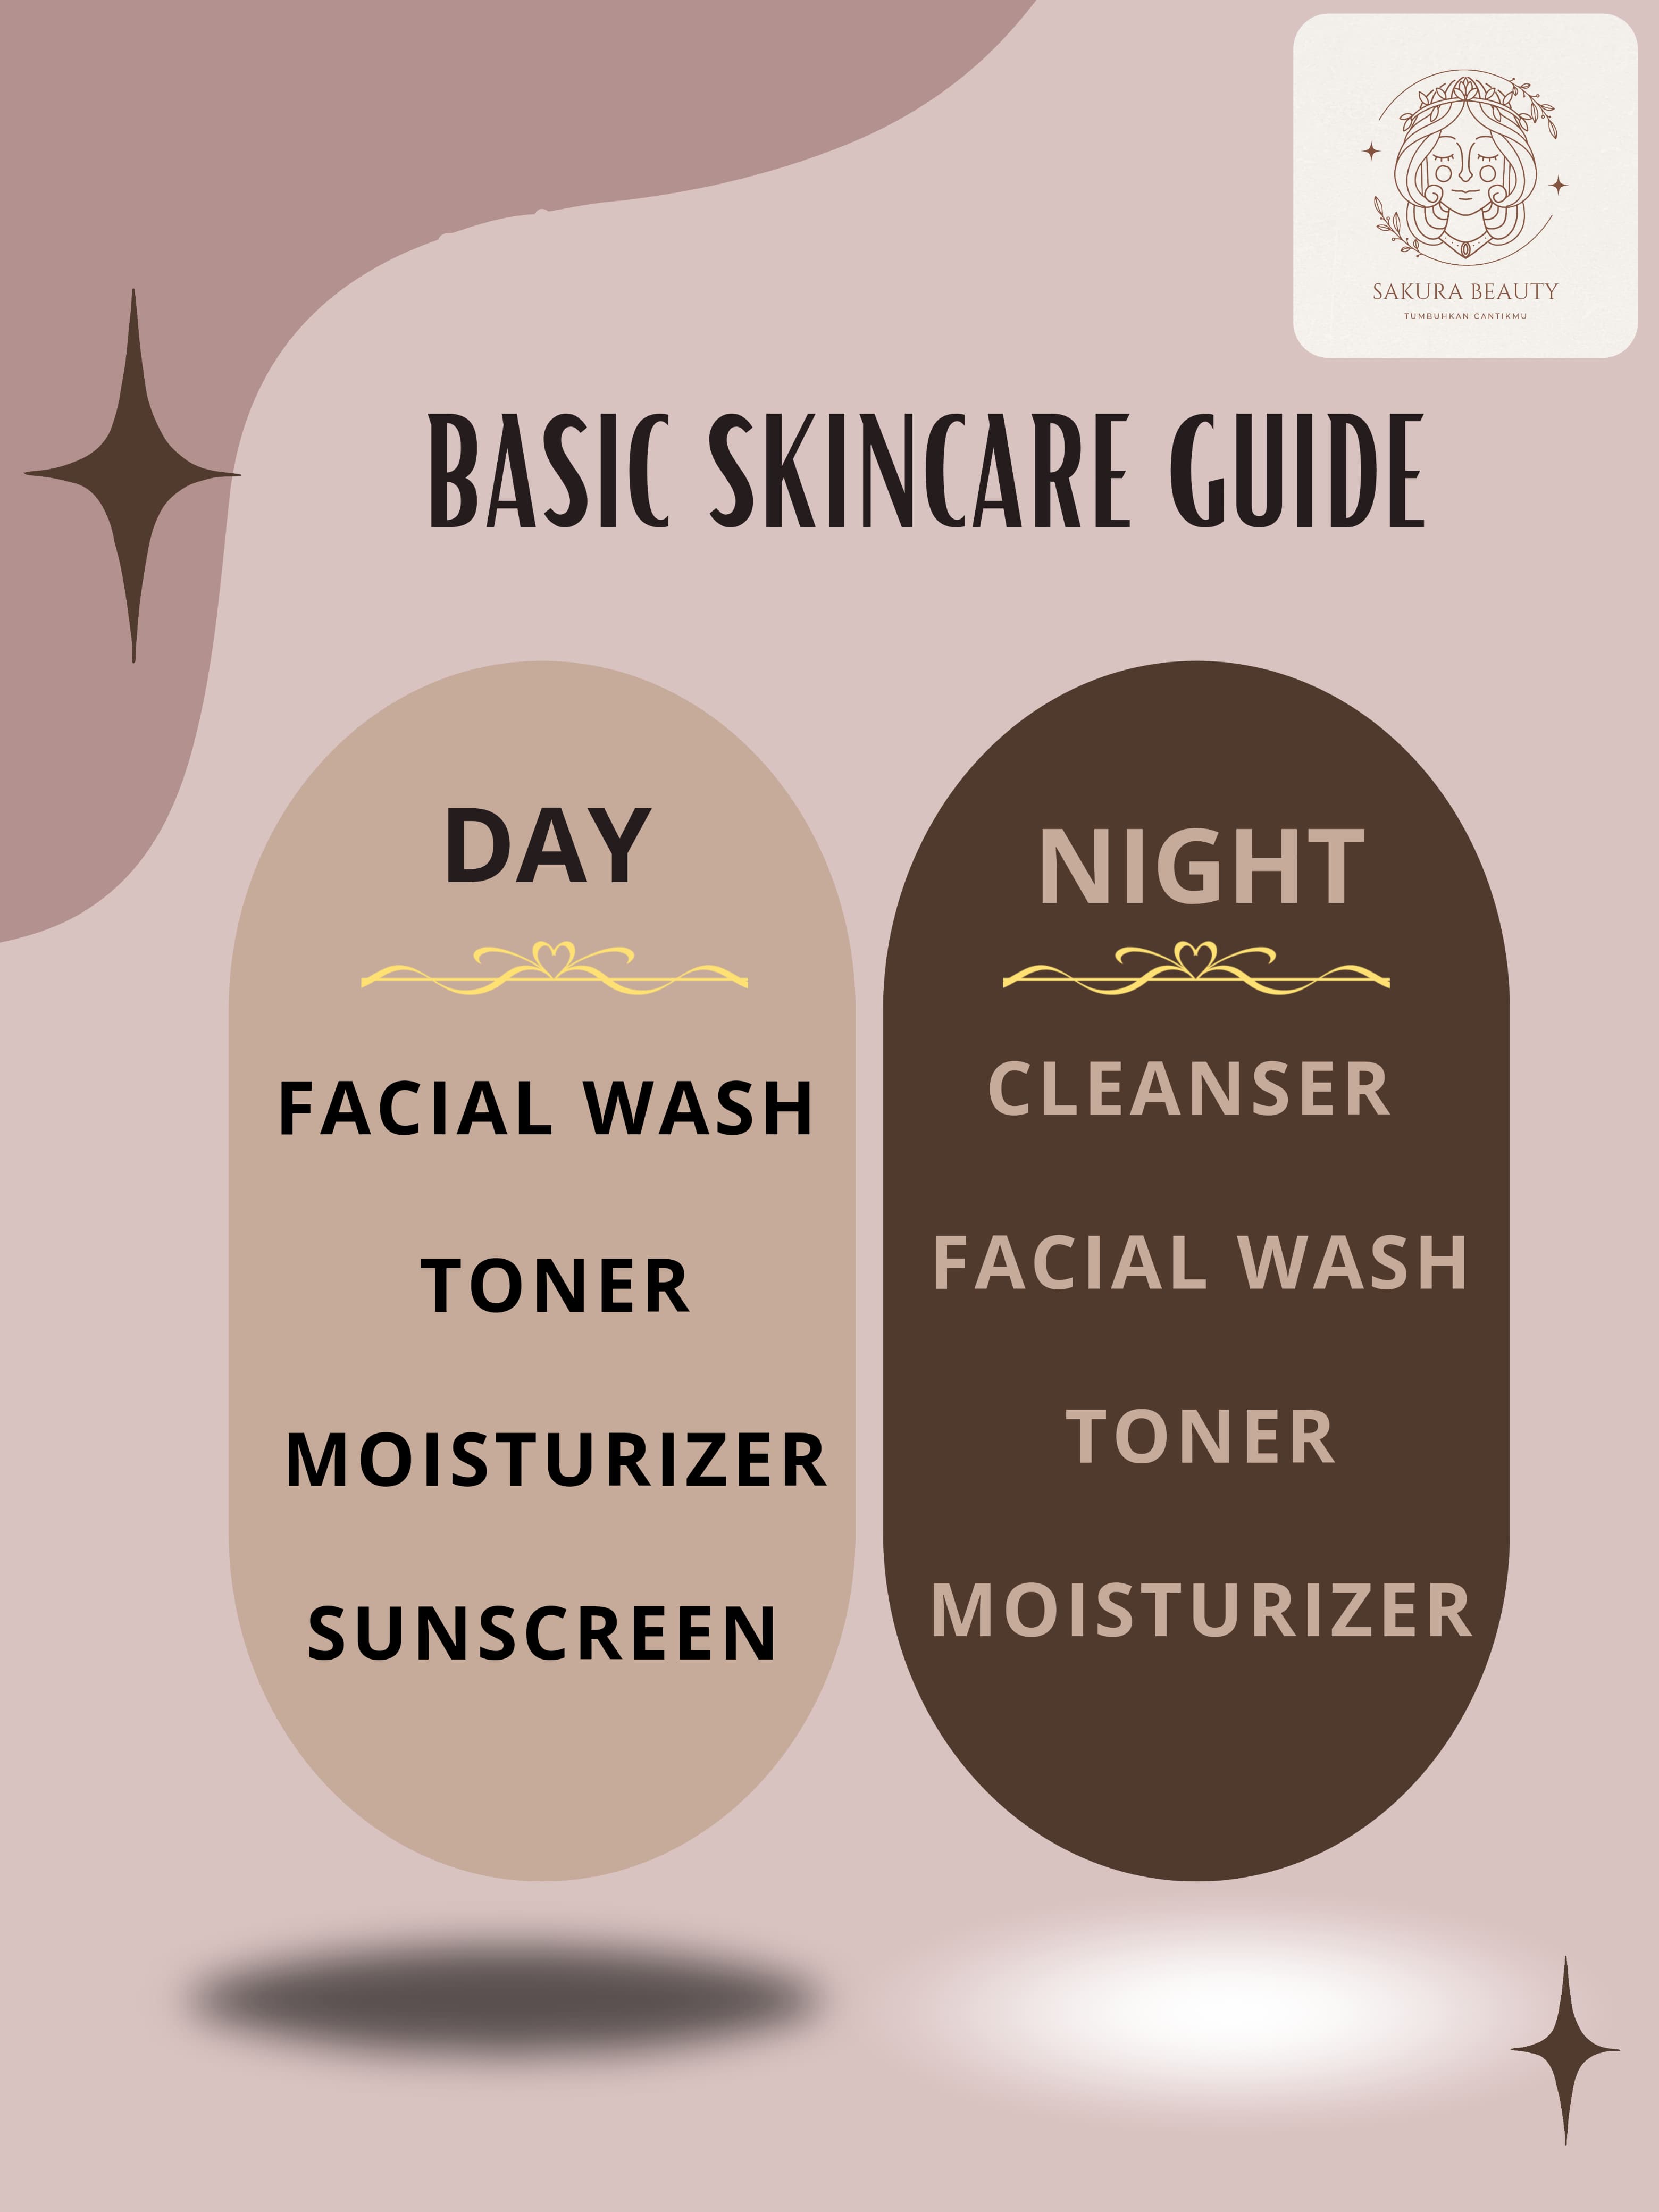 SAKURA BEAUTY
TUMBUHKAN CANTIKMU
BASIC SKINCARE GUIDE
DAY
FACIAL WASH
TONER
MOISTURIZER
SUNSCREEN
NIGHT
CLEANSER
FACIAL WASH
TONER
MOISTURIZER